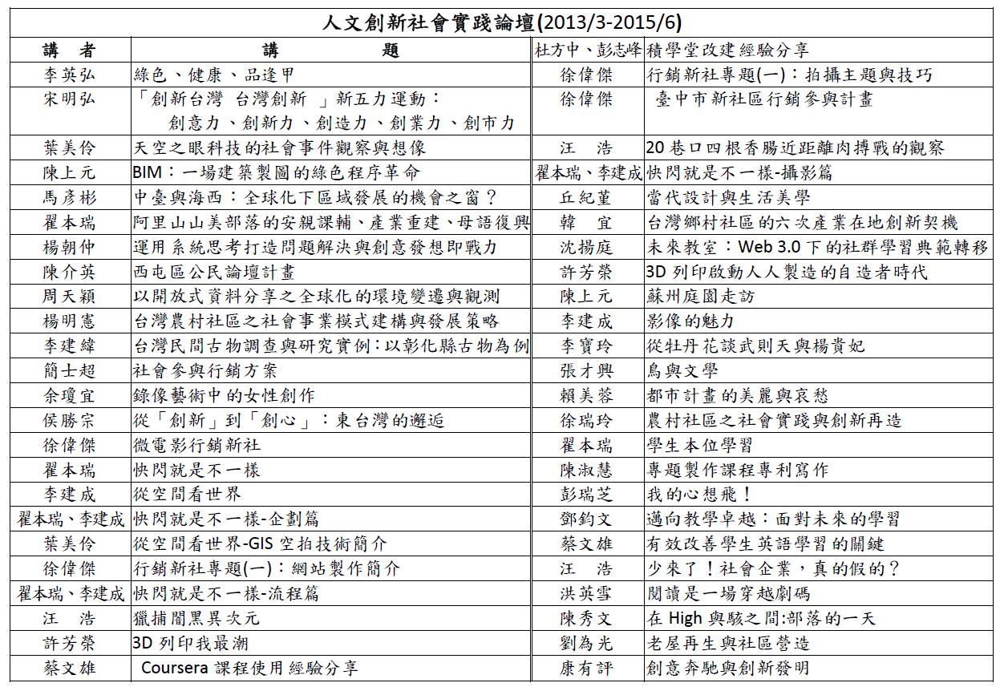 人文創新社會實踐論壇(2013/3-2015/6)
講 者 講 題
李英弘 綠色、健康、品逢甲
宋明弘 「創新台灣 台灣創新 」新五力運動：
創意力、創新力、創造力、創業力、創市力
葉美伶 天空之眼科技的社會事件觀察與想像
陳上元 BIM：一場建築製圖的綠色程序革命
馬彥彬 中臺與海西：全球化下區域發展的機會之窗？
翟本瑞 阿里山山美部落的安親課輔、產業重建、母語復興
楊朝仲 運用系統思考打造問題解決與創意發想即戰力
陳介英 西屯區公民論壇計畫
周天穎 以開放式資料分享之全球化的環境變遷與觀測
楊明憲 台灣農村社區之社會事業模式建構與發展策略
李建緯 台灣民間古物調查與研究實例：以彰化縣古物為例
簡士超 社會參與行銷方案
余瓊宜 錄像藝術中的女性創作
侯勝宗 從「創新」到「創心」：東台灣的邂逅
徐偉傑 微電影行銷新社
翟本瑞 快閃就是不一樣
李建成 從空間看世界
翟本瑞、李建成 快閃就是不一樣-企劃篇
葉美伶 從空間看世界-GIS 空拍技術簡介
徐偉傑 行銷新社專題(一)：網站製作簡介
翟本瑞、李建成 快閃就是不一樣-流程篇
汪 浩 獵捕闇黑異次元
許芳榮 3D 列印我最潮
蔡文雄 Coursera 課程使用經驗分享
杜方中、彭志峰 積學堂改建經驗分享
徐偉傑 行銷新社專題(一)：拍攝主題與技巧
徐偉傑 臺中市新社區行銷參與計畫
汪 浩 20 巷口四根香腸近距離肉搏戰的觀察
翟本瑞、李建成 快閃就是不一樣-攝影篇
丘紀堇 當代設計與生活美學
韓 宜 台灣鄉村社區的六次產業在地創新契機
沈揚庭 未來教室：Web 3.0 下的社群學習典範轉移
許芳榮 3D 列印啟動人人製造的自造者時代
陳上元 蘇州庭園走訪
李建成 影像的魅力
李寶玲 從牡丹花談武則天與楊貴妃
張才興 鳥與文學
賴美蓉 都市計畫的美麗與哀愁
徐瑞玲 農村社區之社會實踐與創新再造
翟本瑞 學生本位學習
陳淑慧 專題製作課程專利寫作
彭瑞芝 我的心想飛！
鄧鈞文 邁向教學卓越：面對未來的學習
蔡文雄 有效改善學生英語學習的關鍵
汪 浩 少來了！社會企業，真的假的？
洪英雪 閱讀是一場穿越劇碼
陳秀文 在 High 與駭之間:部落的一天
劉為光 老屋再生與社區營造
康有評 創意奔馳與創新發明